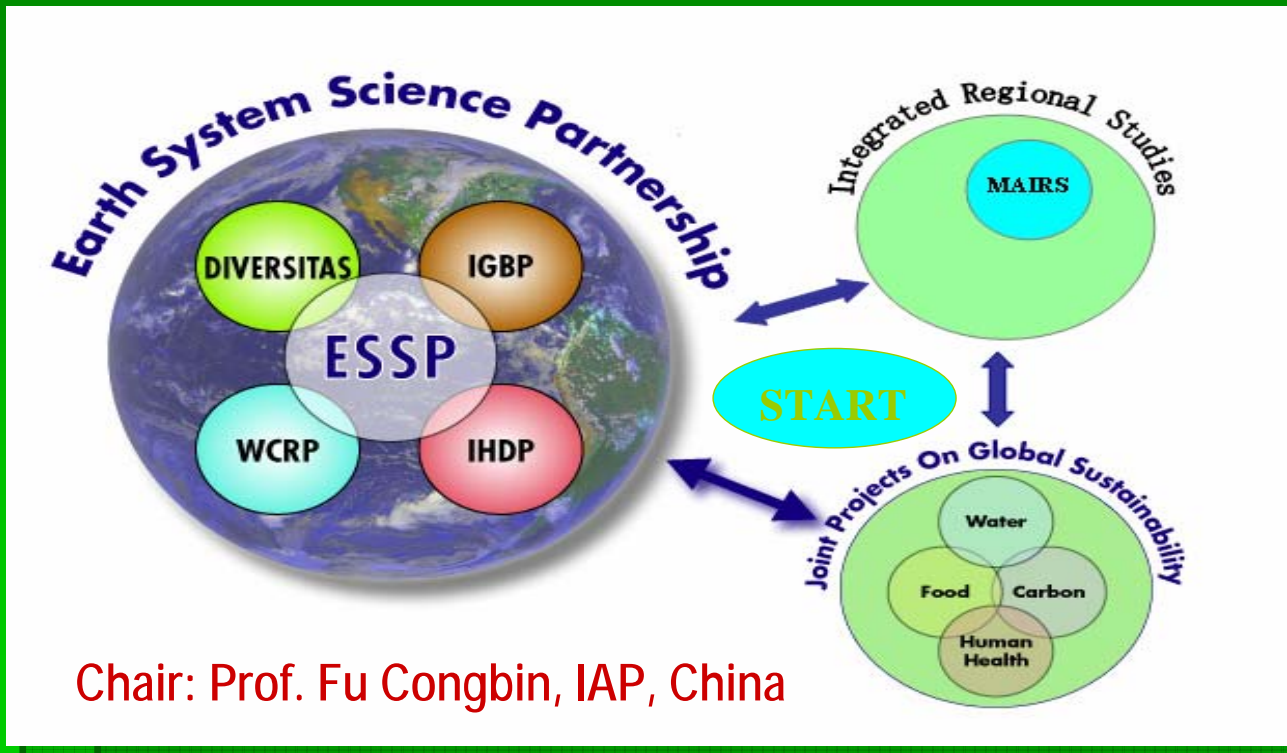 Earth System Science Partnership
DIVERSITAS
IGBP
ESSP
WCRP
IHDP
Integrated Regional Studies
MAIRS
START
Joint Projects On Global Sustainability
Water
Food
Carbon
Human
Health
Chair: Prof. Fu Congbin, IAP, China